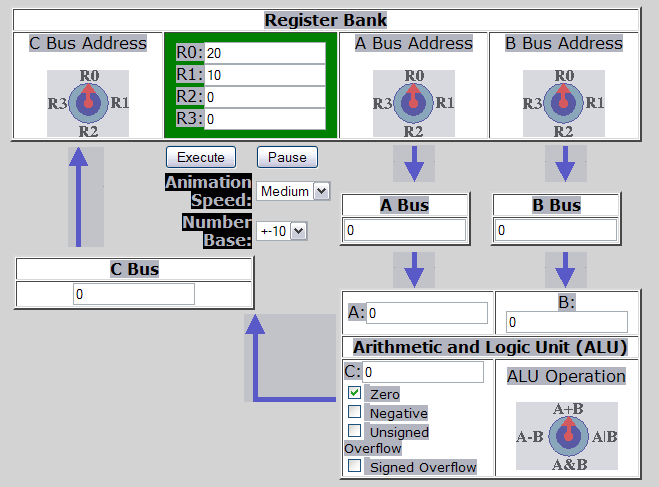 Register Bank
C Bus Address
R0: 20
R1: 10
R2: 0
R3: 0
A Bus Address
B Bus Address
R0
R3 R1
R2
R0
R3 R1
R2
R0
R3 R1
R2
Execute Pause
Animation
Speed: Medium
Number
Base: +-10
A Bus
0
B Bus
0
C Bus
0
A: 0
B:
0
Arithmetic and Logic Unit (ALU)
C: 0
Zero
Negative
Unsigned
Overflow
Signed Overflow
ALU Operation
A+B
A-B A|B
A&B